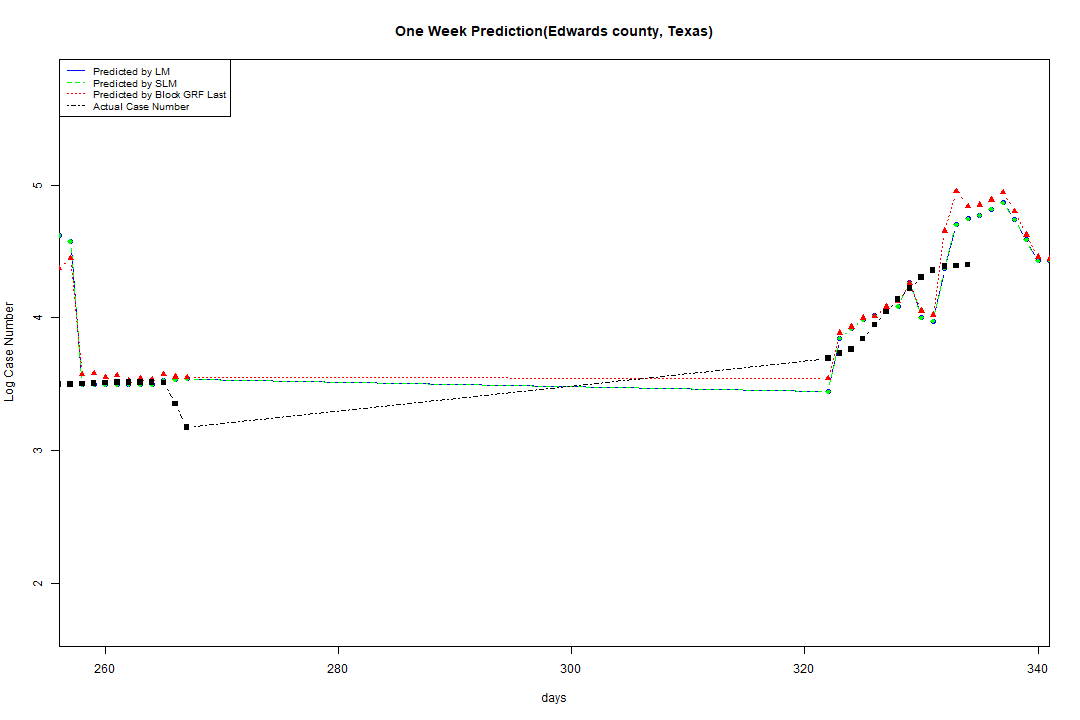 One Week Prediction(Edwards county, Texas)
Predicted by LM
Predicted by SLM
Predicted by Block GRF Last
Actual Case Number
Log Case Number
5
4
3
2
260 280 300 320 340
days